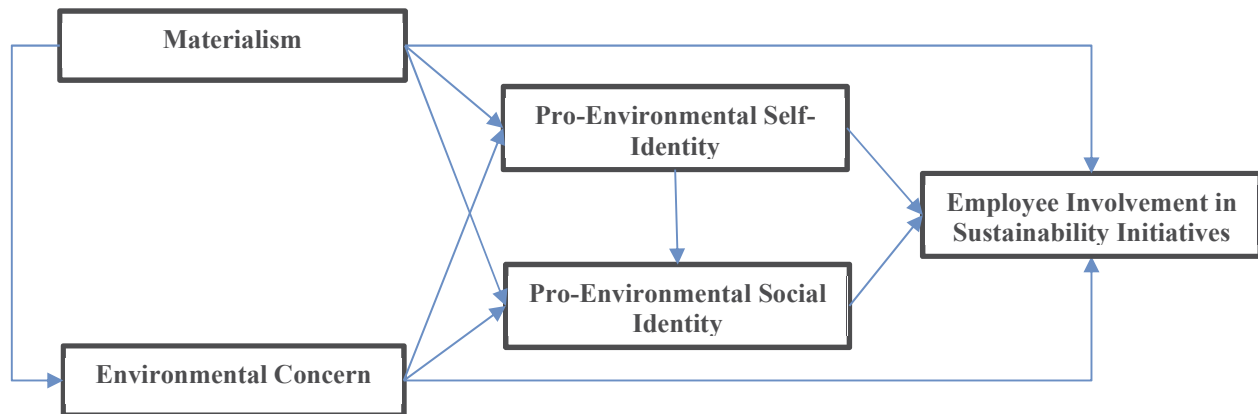 Materialism
Pro-Environmental Self-
Identity
Employee Involvement in
Sustainability Initiatives
Pro-Environmental Social
Identity
Environmental Concern